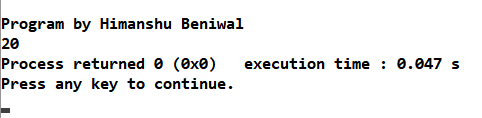 Program by Himanshu Beniwal
20
Process returned 0 (0x0)   execution time : 0.047 s
Press any key to continue.